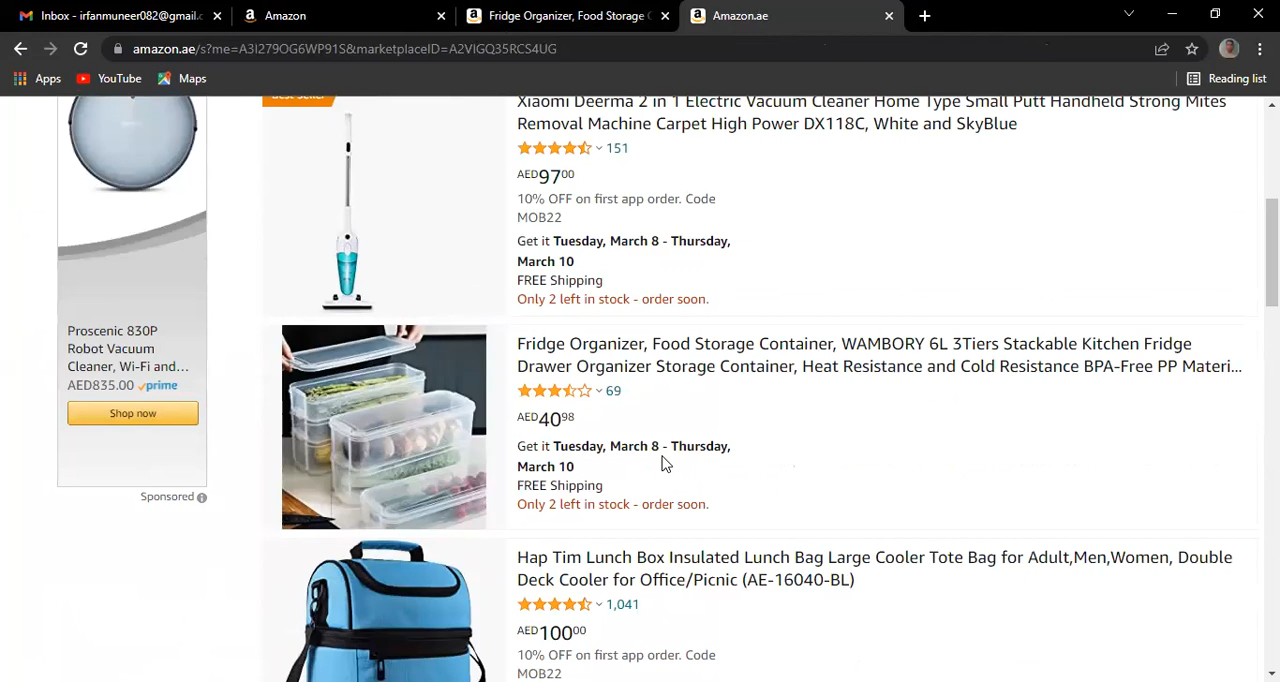 Inbox - irfanmuneer082@gmail.c
Amazon
Fridge Organizer, Food Storage C
Amazon.ae
amazon.ae/s?me=A3I279OG6WP91S&marketplaceID=A2VIGQ35RCS4UG
Apps
YouTube
Maps
Reading list
Best Seller
Xiaomi Deerma 2 in 1 Electric Vacuum Cleaner Home Type Small Putt Handheld Strong Mites
Removal Machine Carpet High Power DX118C, White and SkyBlue
151
AED9700
10% OFF on first app order. Code
MOB22
Get it Tuesday, March 8 - Thursday,
March 10
FREE Shipping
Only 2 left in stock - order soon.
Proscenic 830P
Robot Vacuum
Cleaner, Wi-Fi and...
AED835.00 prime
Shop now
Sponsored
Fridge Organizer, Food Storage Container, WAMBORY 6L 3Tiers Stackable Kitchen Fridge
Drawer Organizer Storage Container, Heat Resistance and Cold Resistance BPA-Free PP Materi...
69
AED4098
Get it Tuesday, March 8 - Thursday,
March 10
FREE Shipping
Only 2 left in stock - order soon.
Hap Tim Lunch Box Insulated Lunch Bag Large Cooler Tote Bag for Adult,Men,Women, Double
Deck Cooler for Office/Picnic (AE-16040-BL)
1,041
AED10000
10% OFF on first app order. Code
MOB22